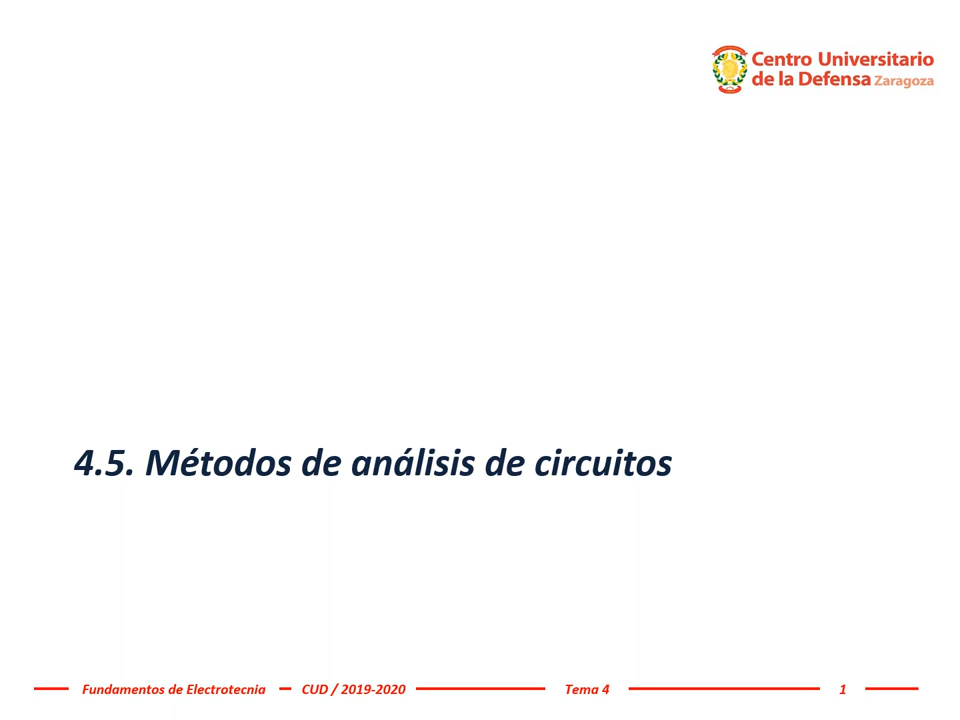 Centro Universitario
de la Defensa Zaragoza
4.5. Métodos de análisis de circuitos
Fundamentos de Electrotecnia CUD / 2019-2020 Tema 4 1